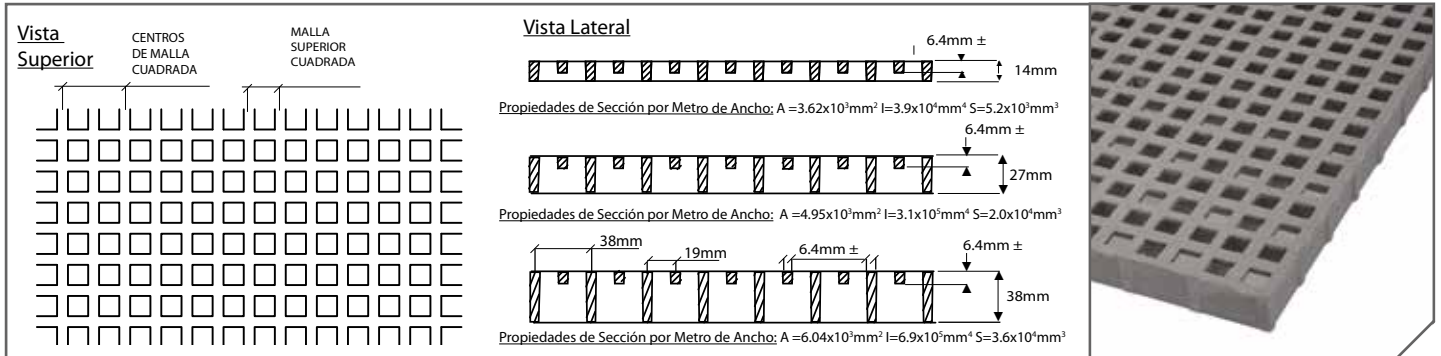 Vista
Superior
CENTROS
DE MALLA
CUADRADA
MALLA
SUPERIOR
CUADRADA
Vista Lateral
6.4mm ±
14mm
Propiedades de Sección por Metro de Ancho: A =3.62x10³mm² I=3.9x10⁴mm⁴ S=5.2x10³mm³
6.4mm ±
27mm
Propiedades de Sección por Metro de Ancho: A =4.95x10³mm² I=3.1x10⁵mm⁴ S=2.0x10⁴mm³
38mm
19mm
6.4mm ±
6.4mm ±
38mm
Propiedades de Sección por Metro de Ancho: A =6.04x10³mm² I=6.9x10⁵mm⁴ S=3.6x10⁴mm³